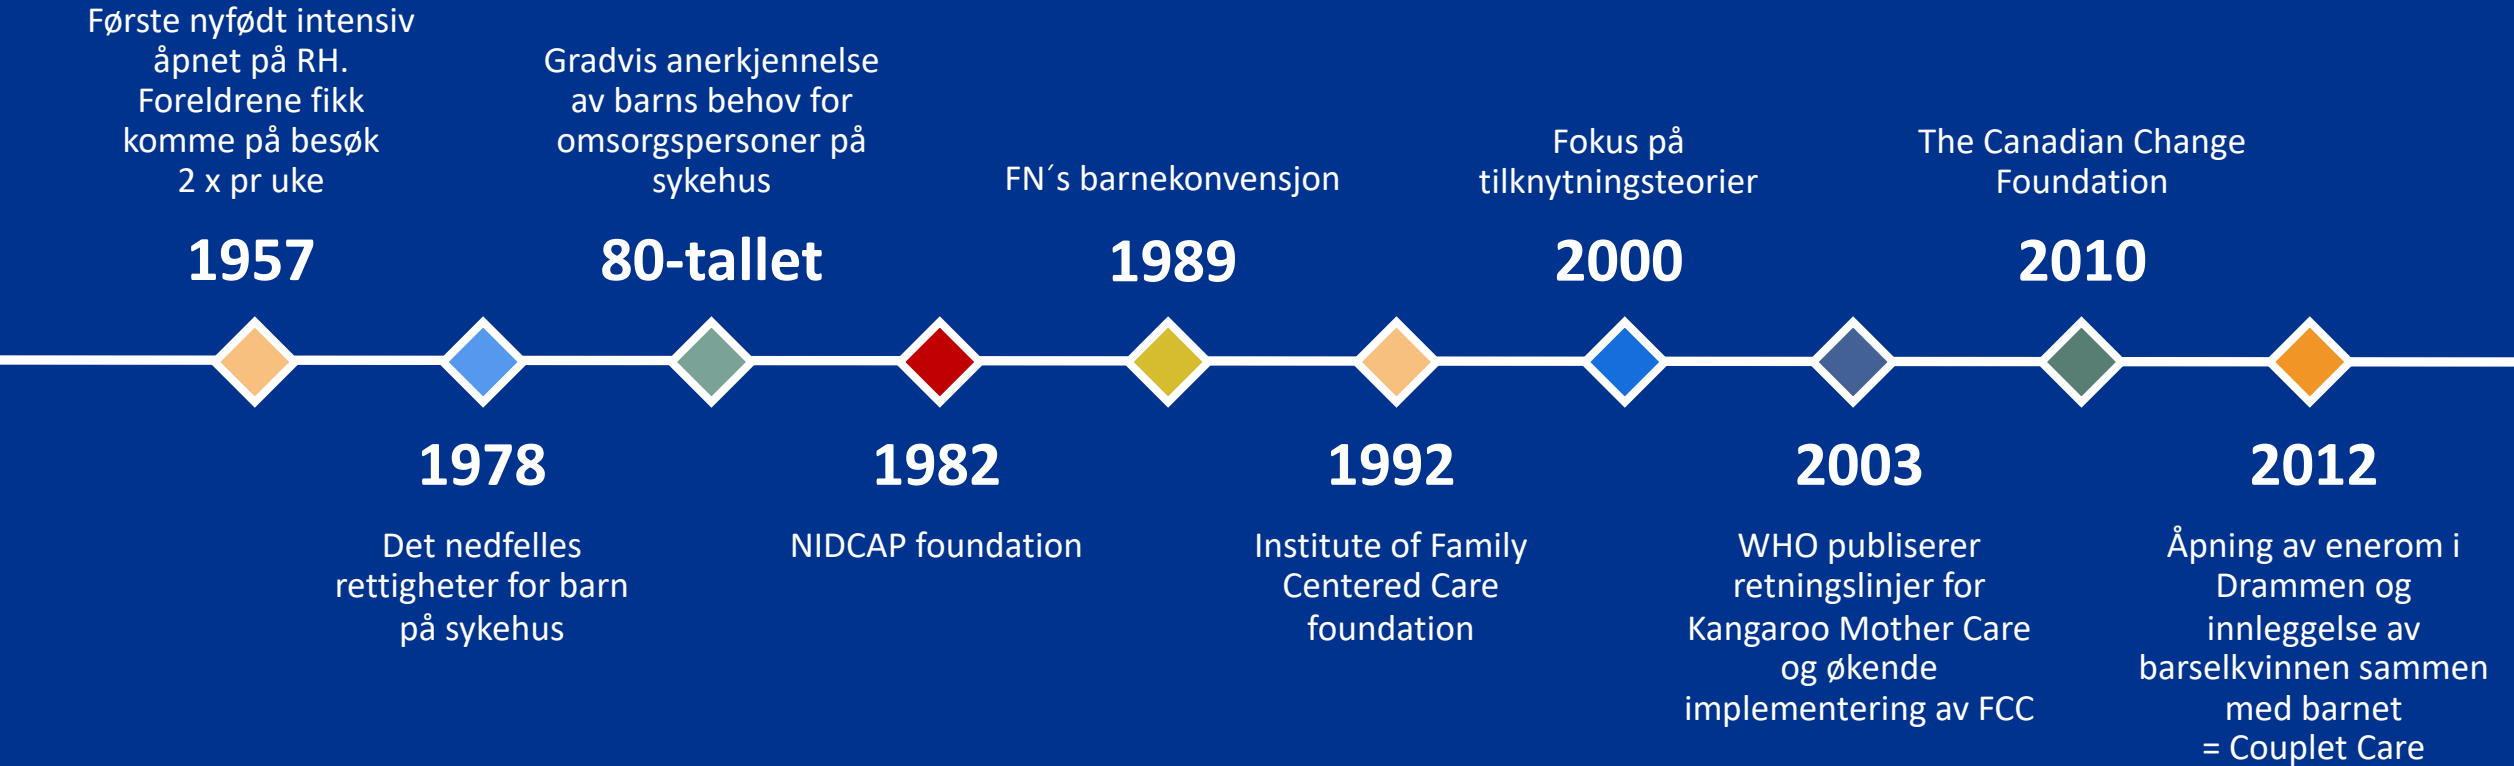 Første nyfødt intensiv
åpnet på RH.
Foreldrene fikk
komme på besøk
2 x pr uke
1957
1978
Det nedfelles
rettigheter for barn
på sykehus
Gradvis anerkjennelse
av barns behov for
omsorgspersoner på
sykehus
80-tallet
1982
NIDCAP foundation
FN´s barnekonvensjon
1989
1992
Institute of Family
Centered Care
foundation
Fokus på
tilknytningsteorier
2000
2003
WHO publiserer
retningslinjer for
Kangaroo Mother Care
og økende
implementering av FCC
The Canadian Change
Foundation
2010
2012
Åpning av enerom i
Drammen og
innleggelse av
barselkvinnen sammen
med barnet
= Couplet Care